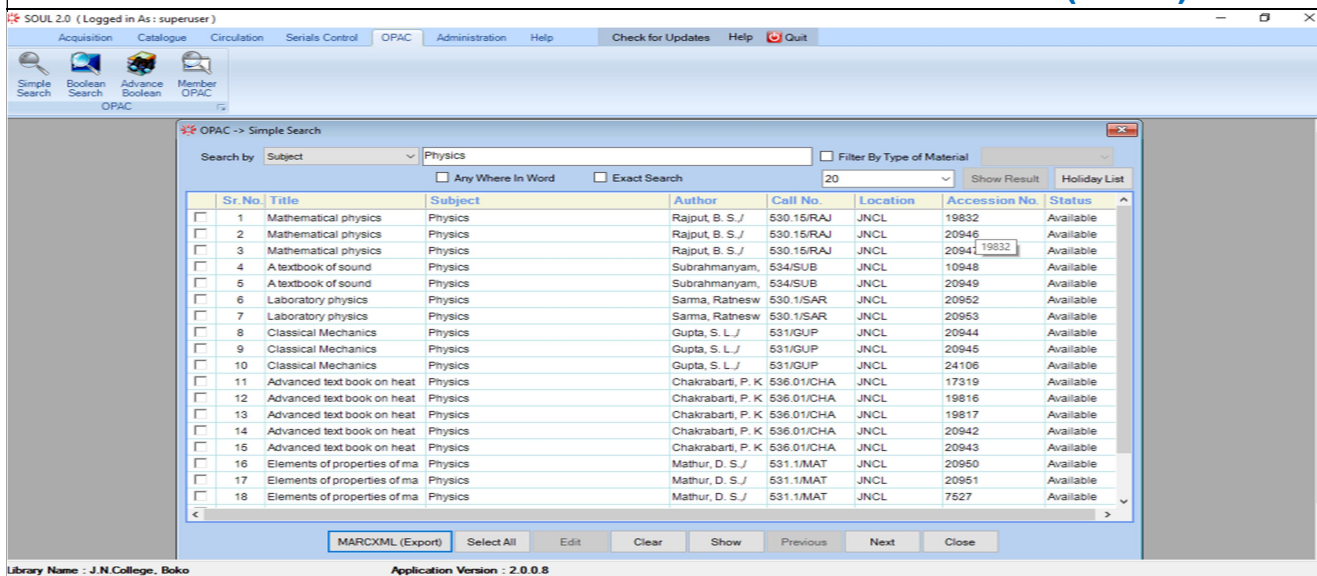 SOUL 2.0 ( Logged in As : superuser )
Acquisition Catalogue Circulation Serials Control OPAC Administration Help Check for Updates Help Quit
Simple Search Boolean Search Advance Boolean Member OPAC
OPAC
OPAC -> Simple Search
Search by Subject Physics Filter By Type of Material
Any Where In Word Exact Search 20 Show Result Holiday List
Sr.No. Title Subject Author Call No. Location Accession No. Status
1 Mathematical physics Physics Rajput, B. S.,/ 530.15/RAJ JNCL 19832 Available
2 Mathematical physics Physics Rajput, B. S.,/ 530.15/RAJ JNCL 20946 Available
3 Mathematical physics Physics Rajput, B. S.,/ 530.15/RAJ JNCL 20947 Available
19832
4 A textbook of sound Physics Subrahmanyam, 534/SUB JNCL 10948 Available
5 A textbook of sound Physics Subrahmanyam, 534/SUB JNCL 20949 Available
6 Laboratory physics Physics Sarma, Ratnesw 530.1/SAR JNCL 20952 Available
7 Laboratory physics Physics Sarma, Ratnesw 530.1/SAR JNCL 20953 Available
8 Classical Mechanics Physics Gupta, S. L.,/ 531/GUP JNCL 20944 Available
9 Classical Mechanics Physics Gupta, S. L.,/ 531/GUP JNCL 20945 Available
10 Classical Mechanics Physics Gupta, S. L.,/ 531/GUP JNCL 24106 Available
11 Advanced text book on heat Physics Chakrabarti, P. K 536.01/CHA JNCL 17319 Available
12 Advanced text book on heat Physics Chakrabarti, P. K 536.01/CHA JNCL 19816 Available
13 Advanced text book on heat Physics Chakrabarti, P. K 536.01/CHA JNCL 19817 Available
14 Advanced text book on heat Physics Chakrabarti, P. K 536.01/CHA JNCL 20942 Available
15 Advanced text book on heat Physics Chakrabarti, P. K 536.01/CHA JNCL 20943 Available
16 Elements of properties of ma Physics Mathur, D. S.,/ 531.1/MAT JNCL 20950 Available
17 Elements of properties of ma Physics Mathur, D. S.,/ 531.1/MAT JNCL 20951 Available
18 Elements of properties of ma Physics Mathur, D. S.,/ 531.1/MAT JNCL 7527 Available
MARCXML (Export) Select All Edit Clear Show Previous Next Close
Library Name : J.N.College, Boko Application Version : 2.0.0.8